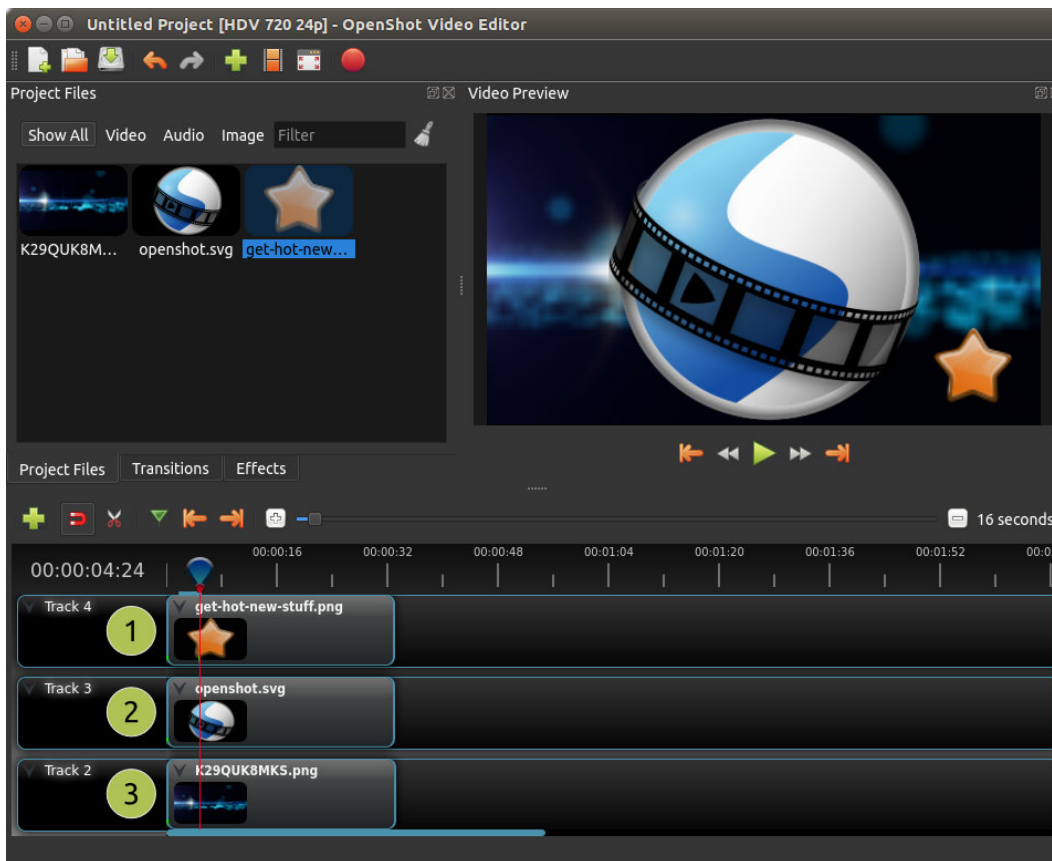 Untitled Project [HDV 720 24p] - OpenShot Video Editor
Project Files
Video Preview
Show All Video Audio Image Filter
K29QUK8M... openshot.svg get-hot-new...
Project Files Transitions Effects
16 seconds
00:00:04:24
00:00:16 00:00:32 00:00:48 00:01:04 00:01:20 00:01:36 00:01:52
Track 4
1
get-hot-new-stuff.png
Track 3
2
openshot.svg
Track 2
3
K29QUK8MKS.png